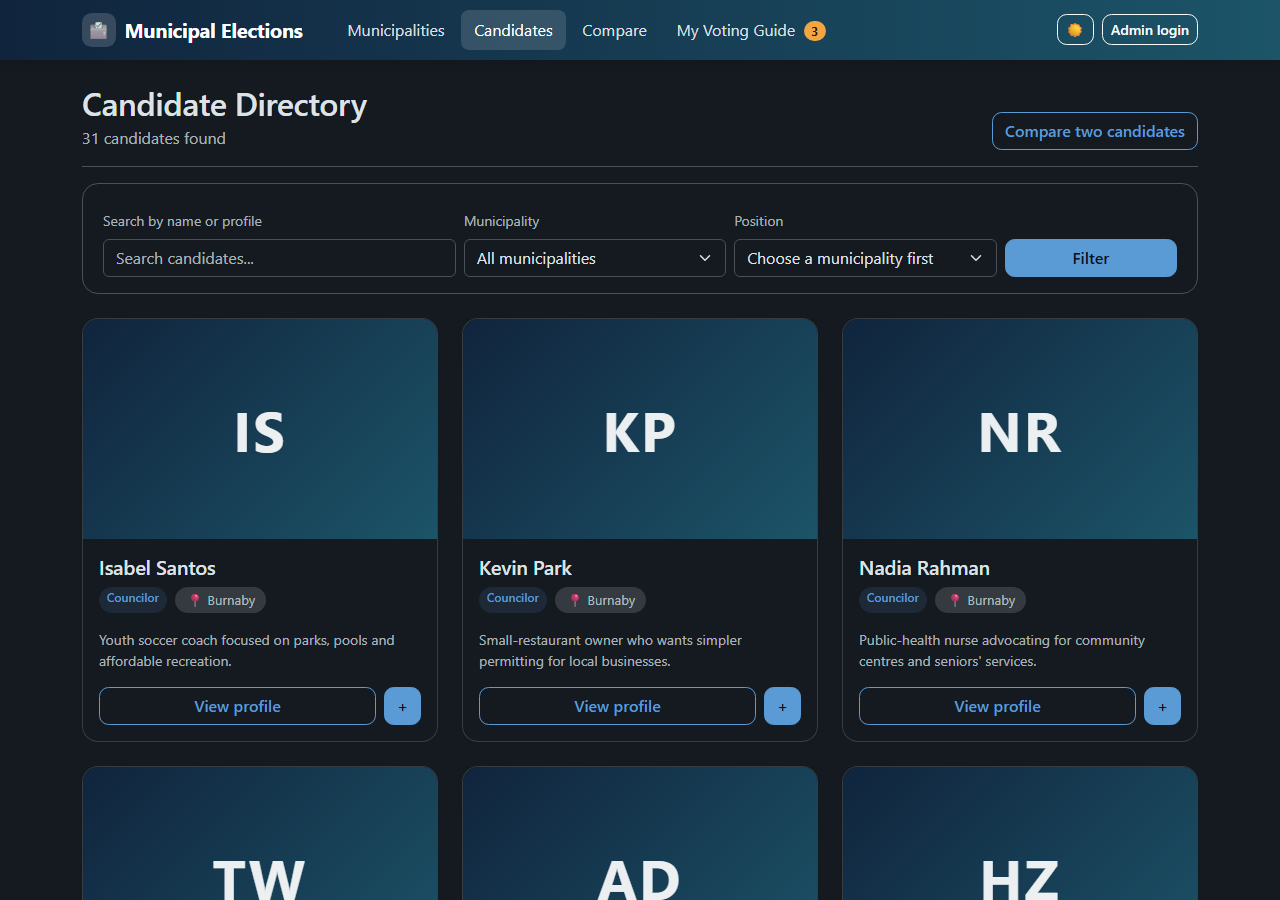 Municipal Elections
Municipalities
Candidates
Compare
My Voting Guide 3
Admin login
Candidate Directory
31 candidates found
Compare two candidates
Search by name or profile
Municipality
Position
Search candidates...
All municipalities
Choose a municipality first
Filter
IS
KP
NR
Isabel Santos
Councilor
Burnaby
Youth soccer coach focused on parks, pools and
affordable recreation.
View profile
+
Kevin Park
Councilor
Burnaby
Small-restaurant owner who wants simpler
permitting for local businesses.
View profile
+
Nadia Rahman
Councilor
Burnaby
Public-health nurse advocating for community
centres and seniors' services.
View profile
+
TW
AD
HZ